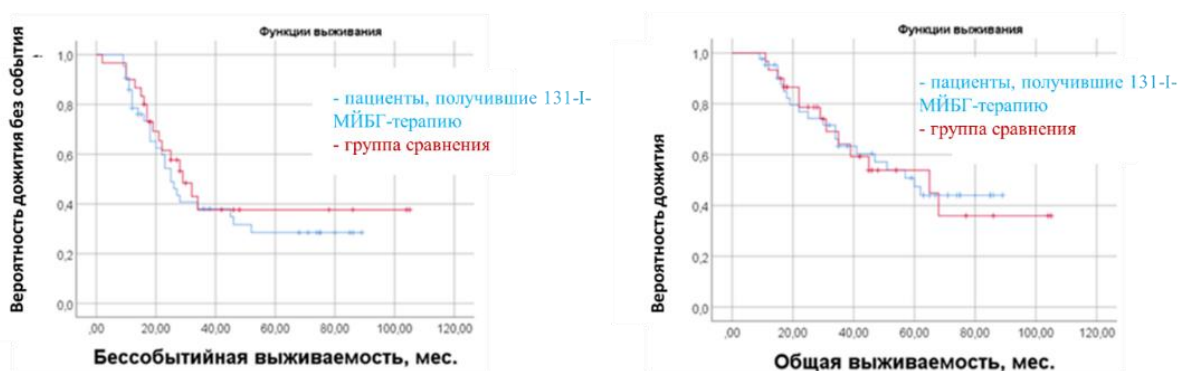 Функции выживания
Вероятность дожития без события
1,0
0,8
0,6
0,4
0,2
0,0
- пациенты, получившие 131-I-
МЙБГ-терапию
- группа сравнения
,00 20,00 40,00 60,00 80,00 100,00 120,00
Бессобытийная выживаемость, мес.
Функции выживания
Вероятность дожития
1,0
0,8
0,6
0,4
0,2
0,0
- пациенты, получившие 131-I-
МЙБГ-терапию
- группа сравнения
,00 20,00 40,00 60,00 80,00 100,00 120,00
Общая выживаемость, мес.